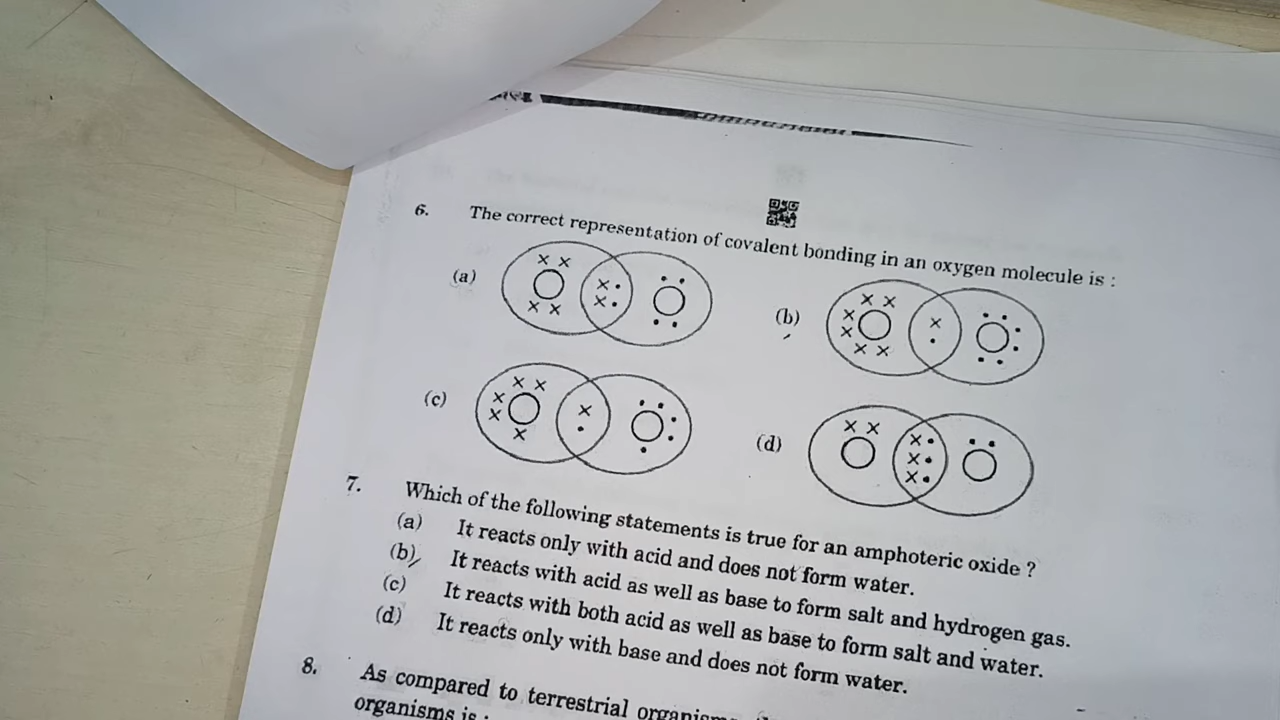 6. The correct representation of covalent bonding in an oxygen molecule is :
(a)
(b)
(c)
(d)
7. Which of the following statements is true for an amphoteric oxide ?
(a) It reacts only with acid and does not form water.
(b) It reacts with acid as well as base to form salt and hydrogen gas.
(c) It reacts with both acid as well as base to form salt and water.
(d) It reacts only with base and does not form water.
8. As compared to terrestrial
organisms is :